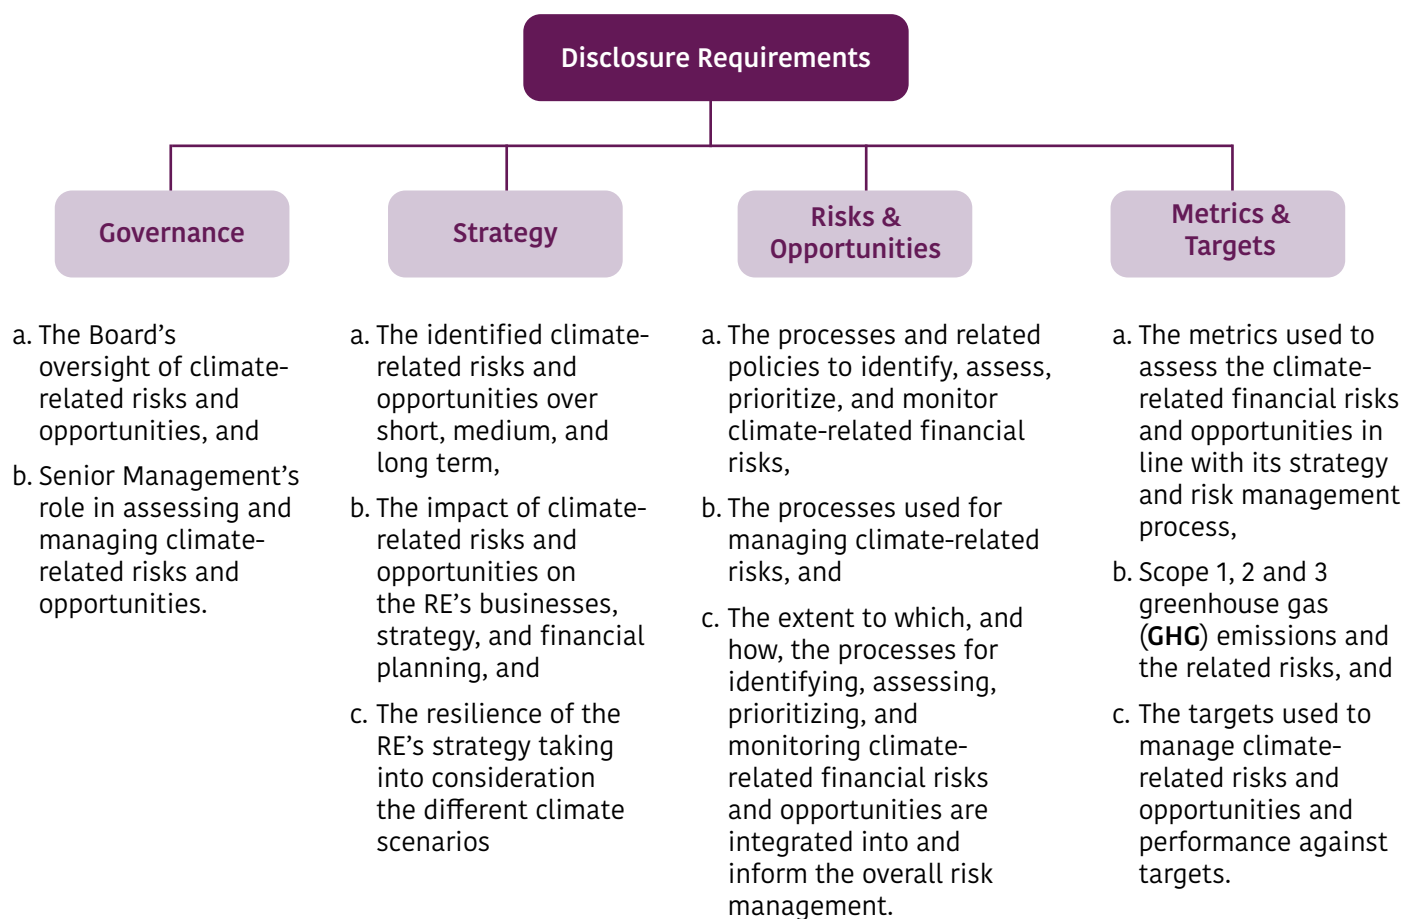 Disclosure Requirements
Governance
Strategy
Risks &
Opportunities
Metrics &
Targets
a. The Board’s
oversight of climate-
related risks and
opportunities, and
b. Senior Management’s
role in assessing and
managing climate-
related risks and
opportunities.
a. The identified climate-
related risks and
opportunities over
short, medium, and
long term,
b. The impact of climate-
related risks and
opportunities on
the RE’s businesses,
strategy, and financial
planning, and
c. The resilience of the
RE’s strategy taking
into consideration
the different climate
scenarios
a. The processes and related
policies to identify, assess,
prioritize, and monitor
climate-related financial
risks,
b. The processes used for
managing climate-related
risks, and
c. The extent to which, and
how, the processes for
identifying, assessing,
prioritizing, and
monitoring climate-
related financial risks
and opportunities are
integrated into and
inform the overall risk
management.
a. The metrics used to
assess the climate-
related financial risks
and opportunities in
line with its strategy
and risk management
process,
b. Scope 1, 2 and 3
greenhouse gas
(GHG) emissions and
the related risks, and
c. The targets used to
manage climate-
related risks and
opportunities and
performance against
targets.